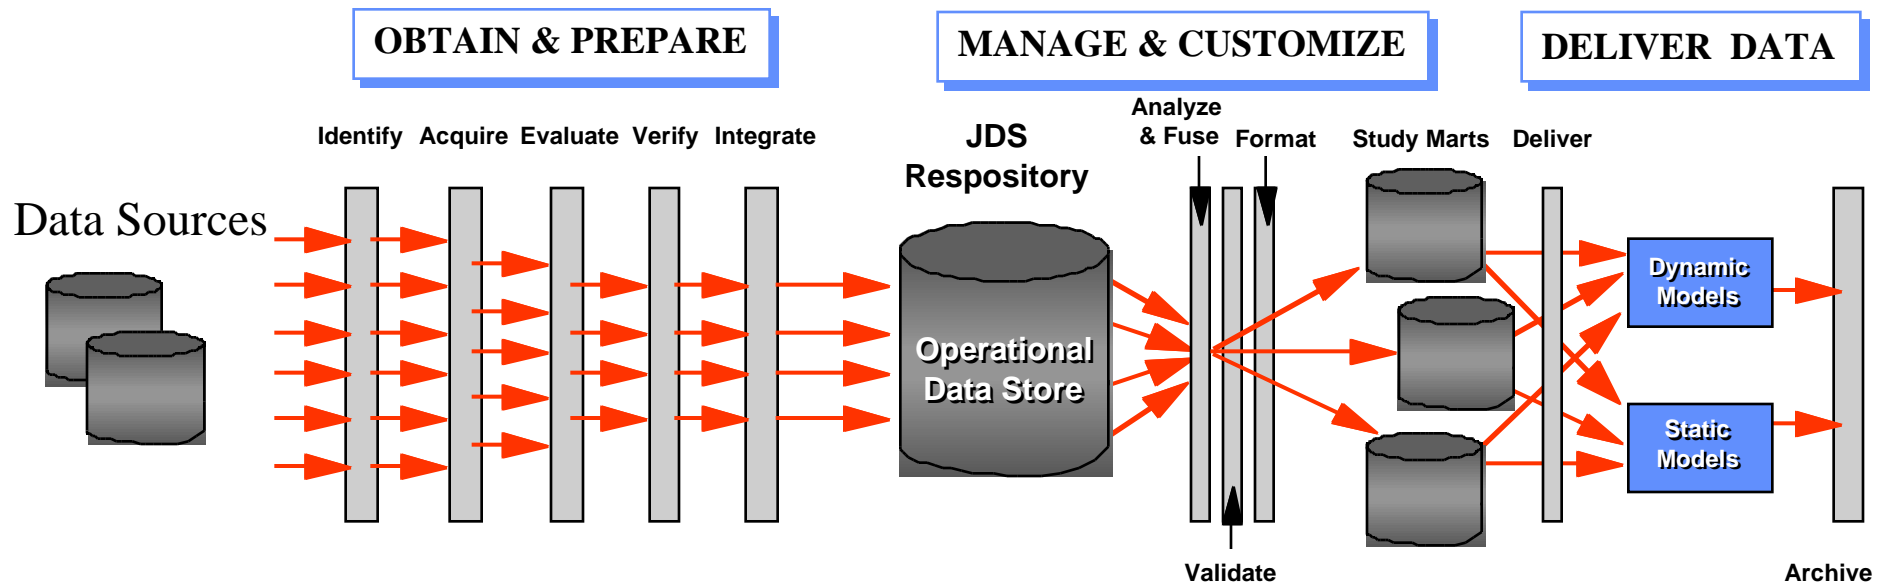 OBTAIN & PREPARE
MANAGE & CUSTOMIZE
DELIVER DATA
Identify
Acquire
Evaluate
Verify
Integrate
JDS
Respository
Analyze
& Fuse
Format
Study Marts
Deliver
Data Sources
Operational
Data Store
Dynamic
Models
Static
Models
Validate
Archive